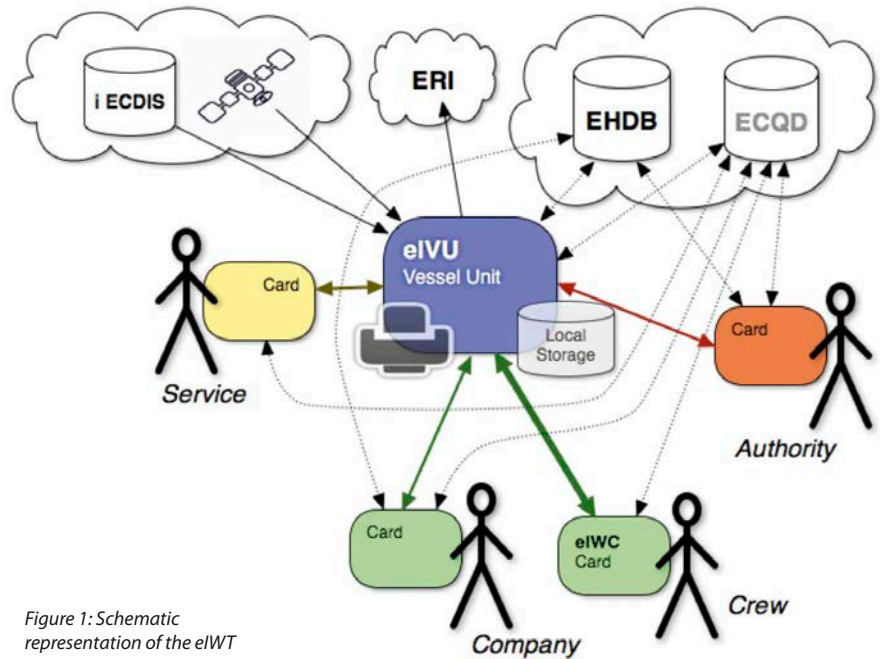 i ECDIS
ERI
EHDB
ECQD
eIVU
Vessel Unit
Card
Local
Storage
Card
Service
Authority
Card
eIWC
Card
Crew
Company
Figure 1: Schematic
representation of the eIWT